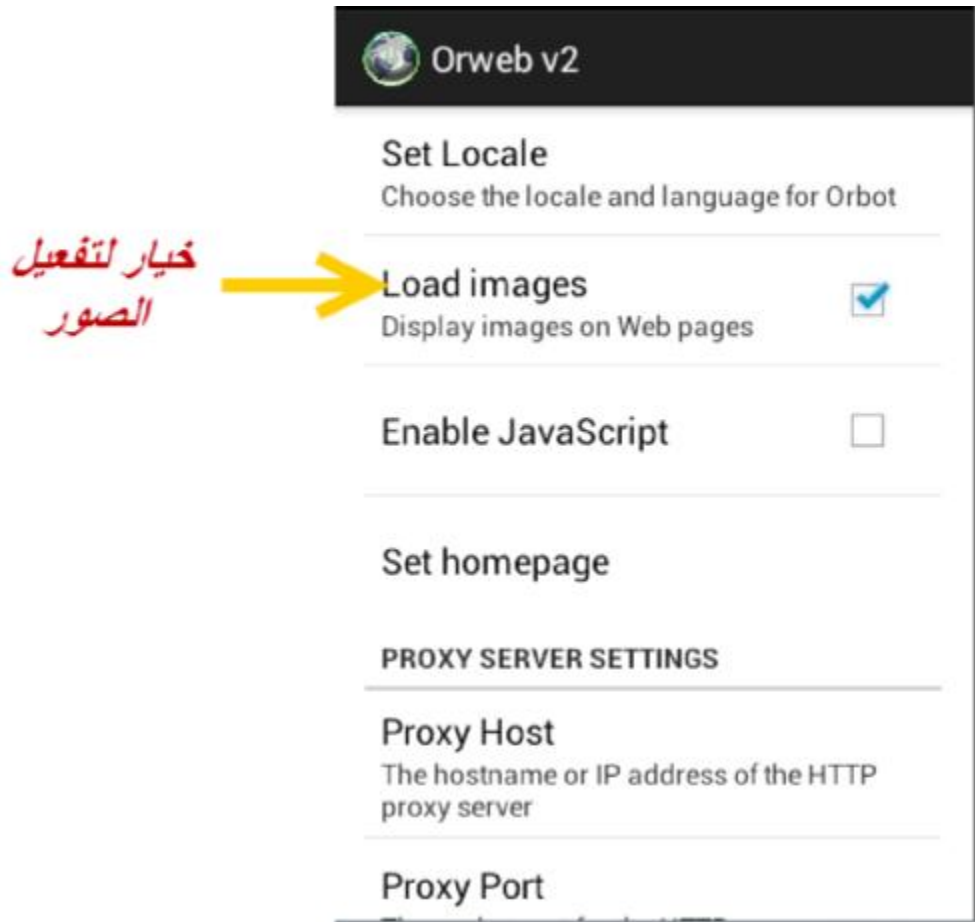 Orweb v2
Set Locale
Choose the locale and language for Orbot
خيار لتفعيل
الصور
Load images
Display images on Web pages
Enable JavaScript
Set homepage
PROXY SERVER SETTINGS
Proxy Host
The hostname or IP address of the HTTP
proxy server
Proxy Port